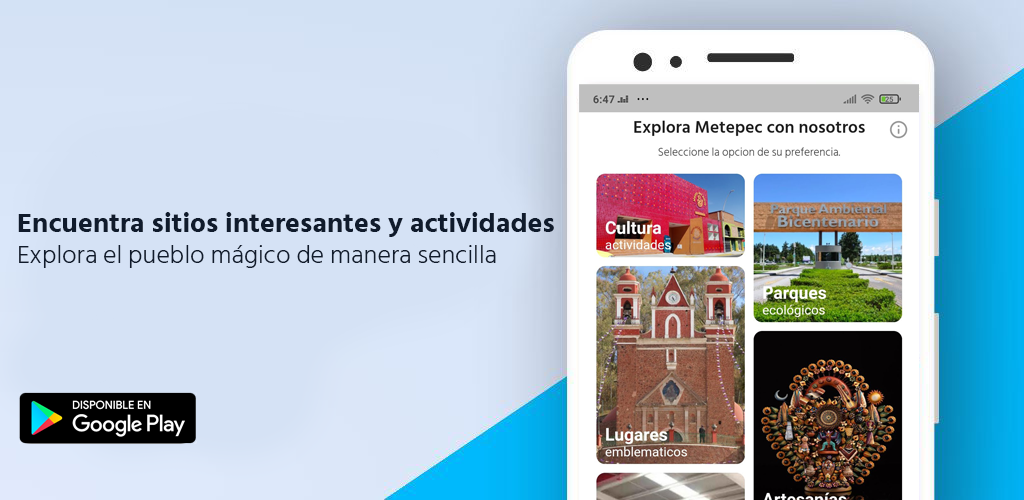 Encuentra sitios interesantes y actividades
Explora el pueblo mágico de manera sencilla
DISPONIBLE EN
Google Play
6:47
25
Explora Metepec con nosotros
Seleccione la opcion de su preferencia.
Cultura
actividades
Parque Ambiental
Bicentenario
Parques
ecológicos
Lugares
emblematicos
Artesanías